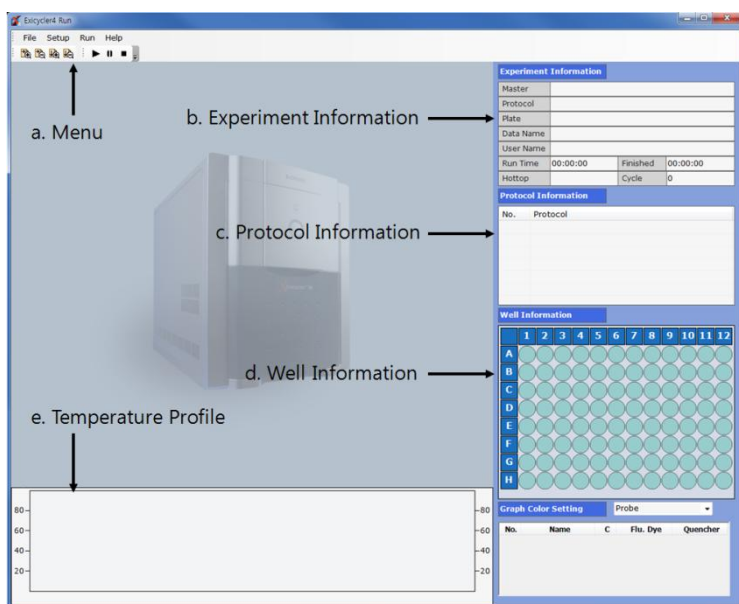 Exicycler4 Run
File Setup Run Help
a. Menu
b. Experiment Information
c. Protocol Information
d. Well Information
e. Temperature Profile
80 80
60 60
40 40
20 20
Experiment Information
Master
Protocol
Plate
Data Name
User Name
Run Time 00:00:00 Finished 00:00:00
Hottop Cycle 0
Protocol Information
No. Protocol
Well Information
1 2 3 4 5 6 7 8 9 10 11 12
A
B
C
D
E
F
G
H
Graph Color Setting Probe
No. Name C Flu. Dye Quencher